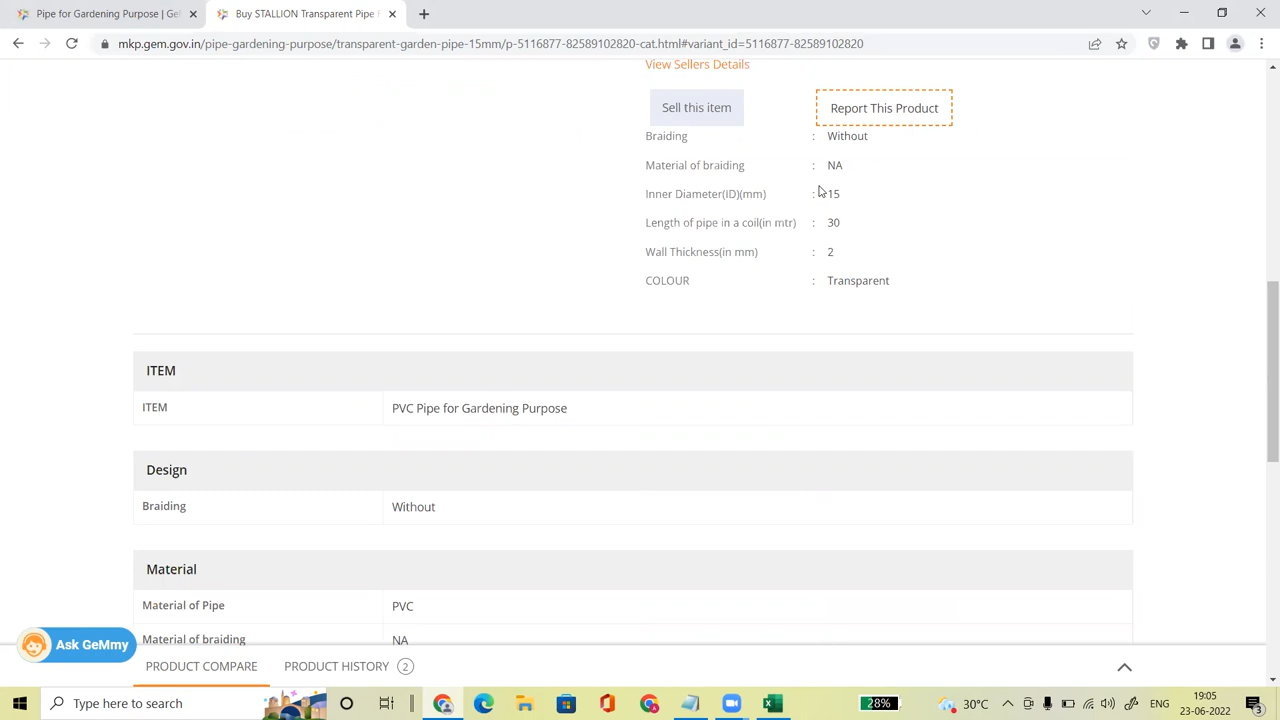 Pipe for Gardening Purpose | Gel
Buy STALLION Transparent Pipe F
mkp.gem.gov.in/pipe-gardening-purpose/transparent-garden-pipe-15mm/p-5116877-82589102820-cat.html#variant_id=5116877-82589102820
View Sellers Details
Sell this item
Report This Product
Braiding : Without
Material of braiding : NA
Inner Diameter(ID)(mm) : 15
Length of pipe in a coil(in mtr) : 30
Wall Thickness(in mm) : 2
COLOUR : Transparent
ITEM
ITEM PVC Pipe for Gardening Purpose
Design
Braiding Without
Material
Material of Pipe PVC
Material of braiding NA
Ask GeMmy
PRODUCT COMPARE PRODUCT HISTORY 2
Type here to search
28%
30°C
ENG
19:05
23-06-2022
3